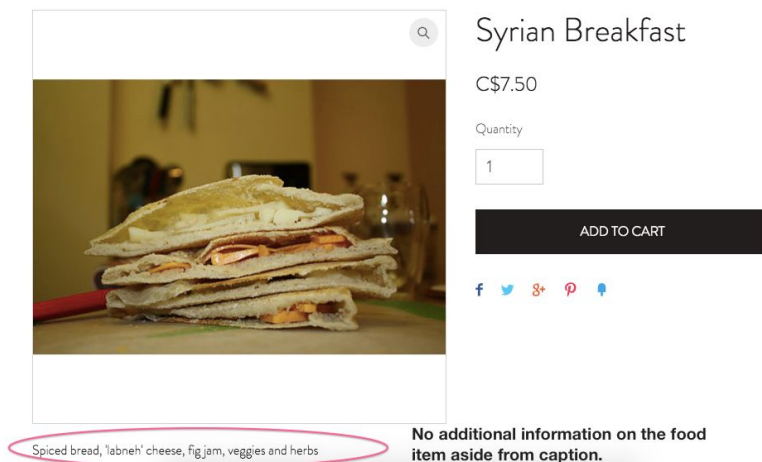 Syrian Breakfast
C$7.50
Quantity
1
ADD TO CART
Spiced bread, 'labneh' cheese, fig jam, veggies and herbs
No additional information on the food
item aside from caption.